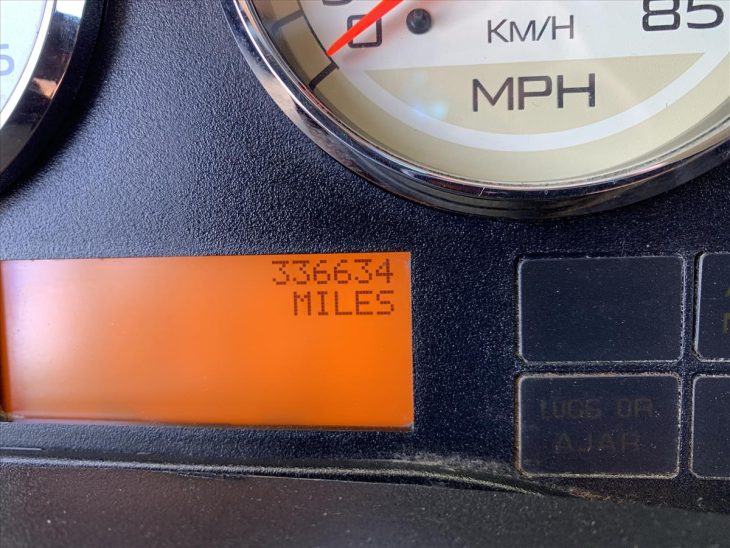 0
KM/H
85
MPH
336634
MILES
LUGG DR
AJAR